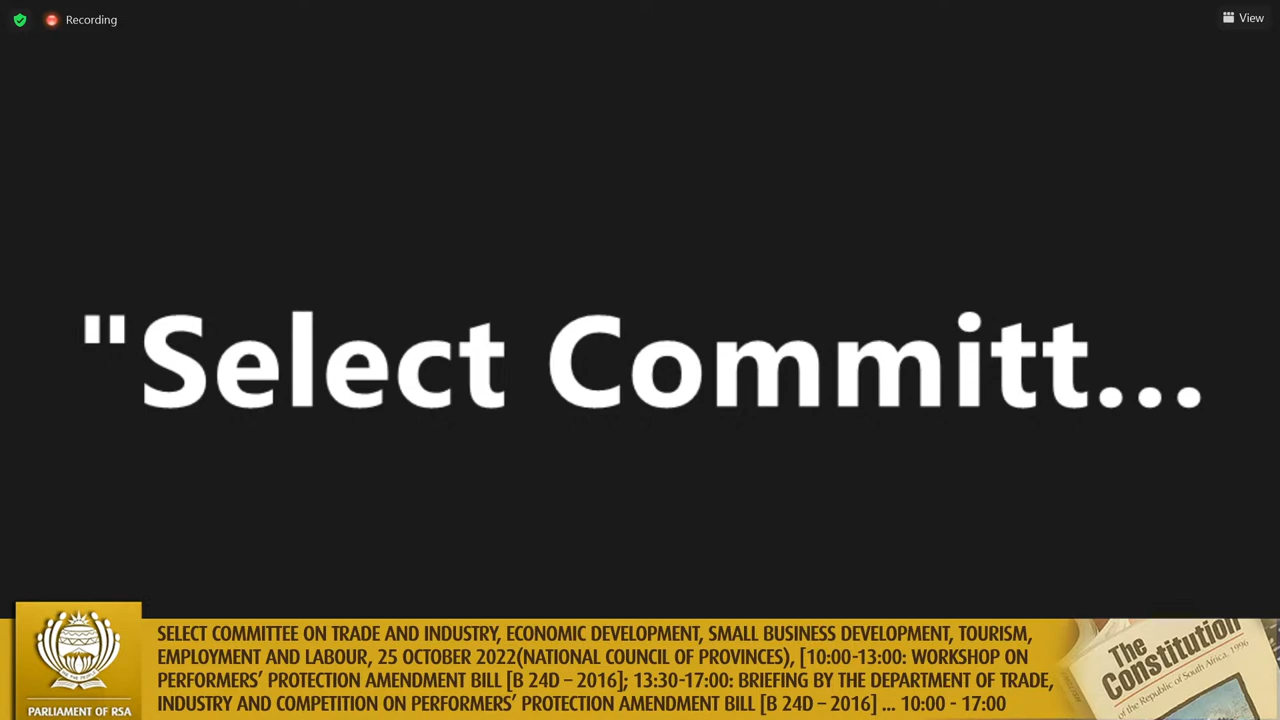 Recording
View
"Select Committ...
SELECT COMMITTEE ON TRADE AND INDUSTRY, ECONOMIC DEVELOPMENT, SMALL BUSINESS DEVELOPMENT, TOURISM,
EMPLOYMENT AND LABOUR, 25 OCTOBER 2022(NATIONAL COUNCIL OF PROVINCES), [10:00-13:00: WORKSHOP ON
PERFORMERS' PROTECTION AMENDMENT BILL [B 24D – 2016]; 13:30-17:00: BRIEFING BY THE DEPARTMENT OF TRADE,
INDUSTRY AND COMPETITION ON PERFORMERS' PROTECTION AMENDMENT BILL [B 24D – 2016] ... 10:00 - 17:00
PARLIAMENT OF RSA
The
Constitution
of the Republic of South Africa, 1996